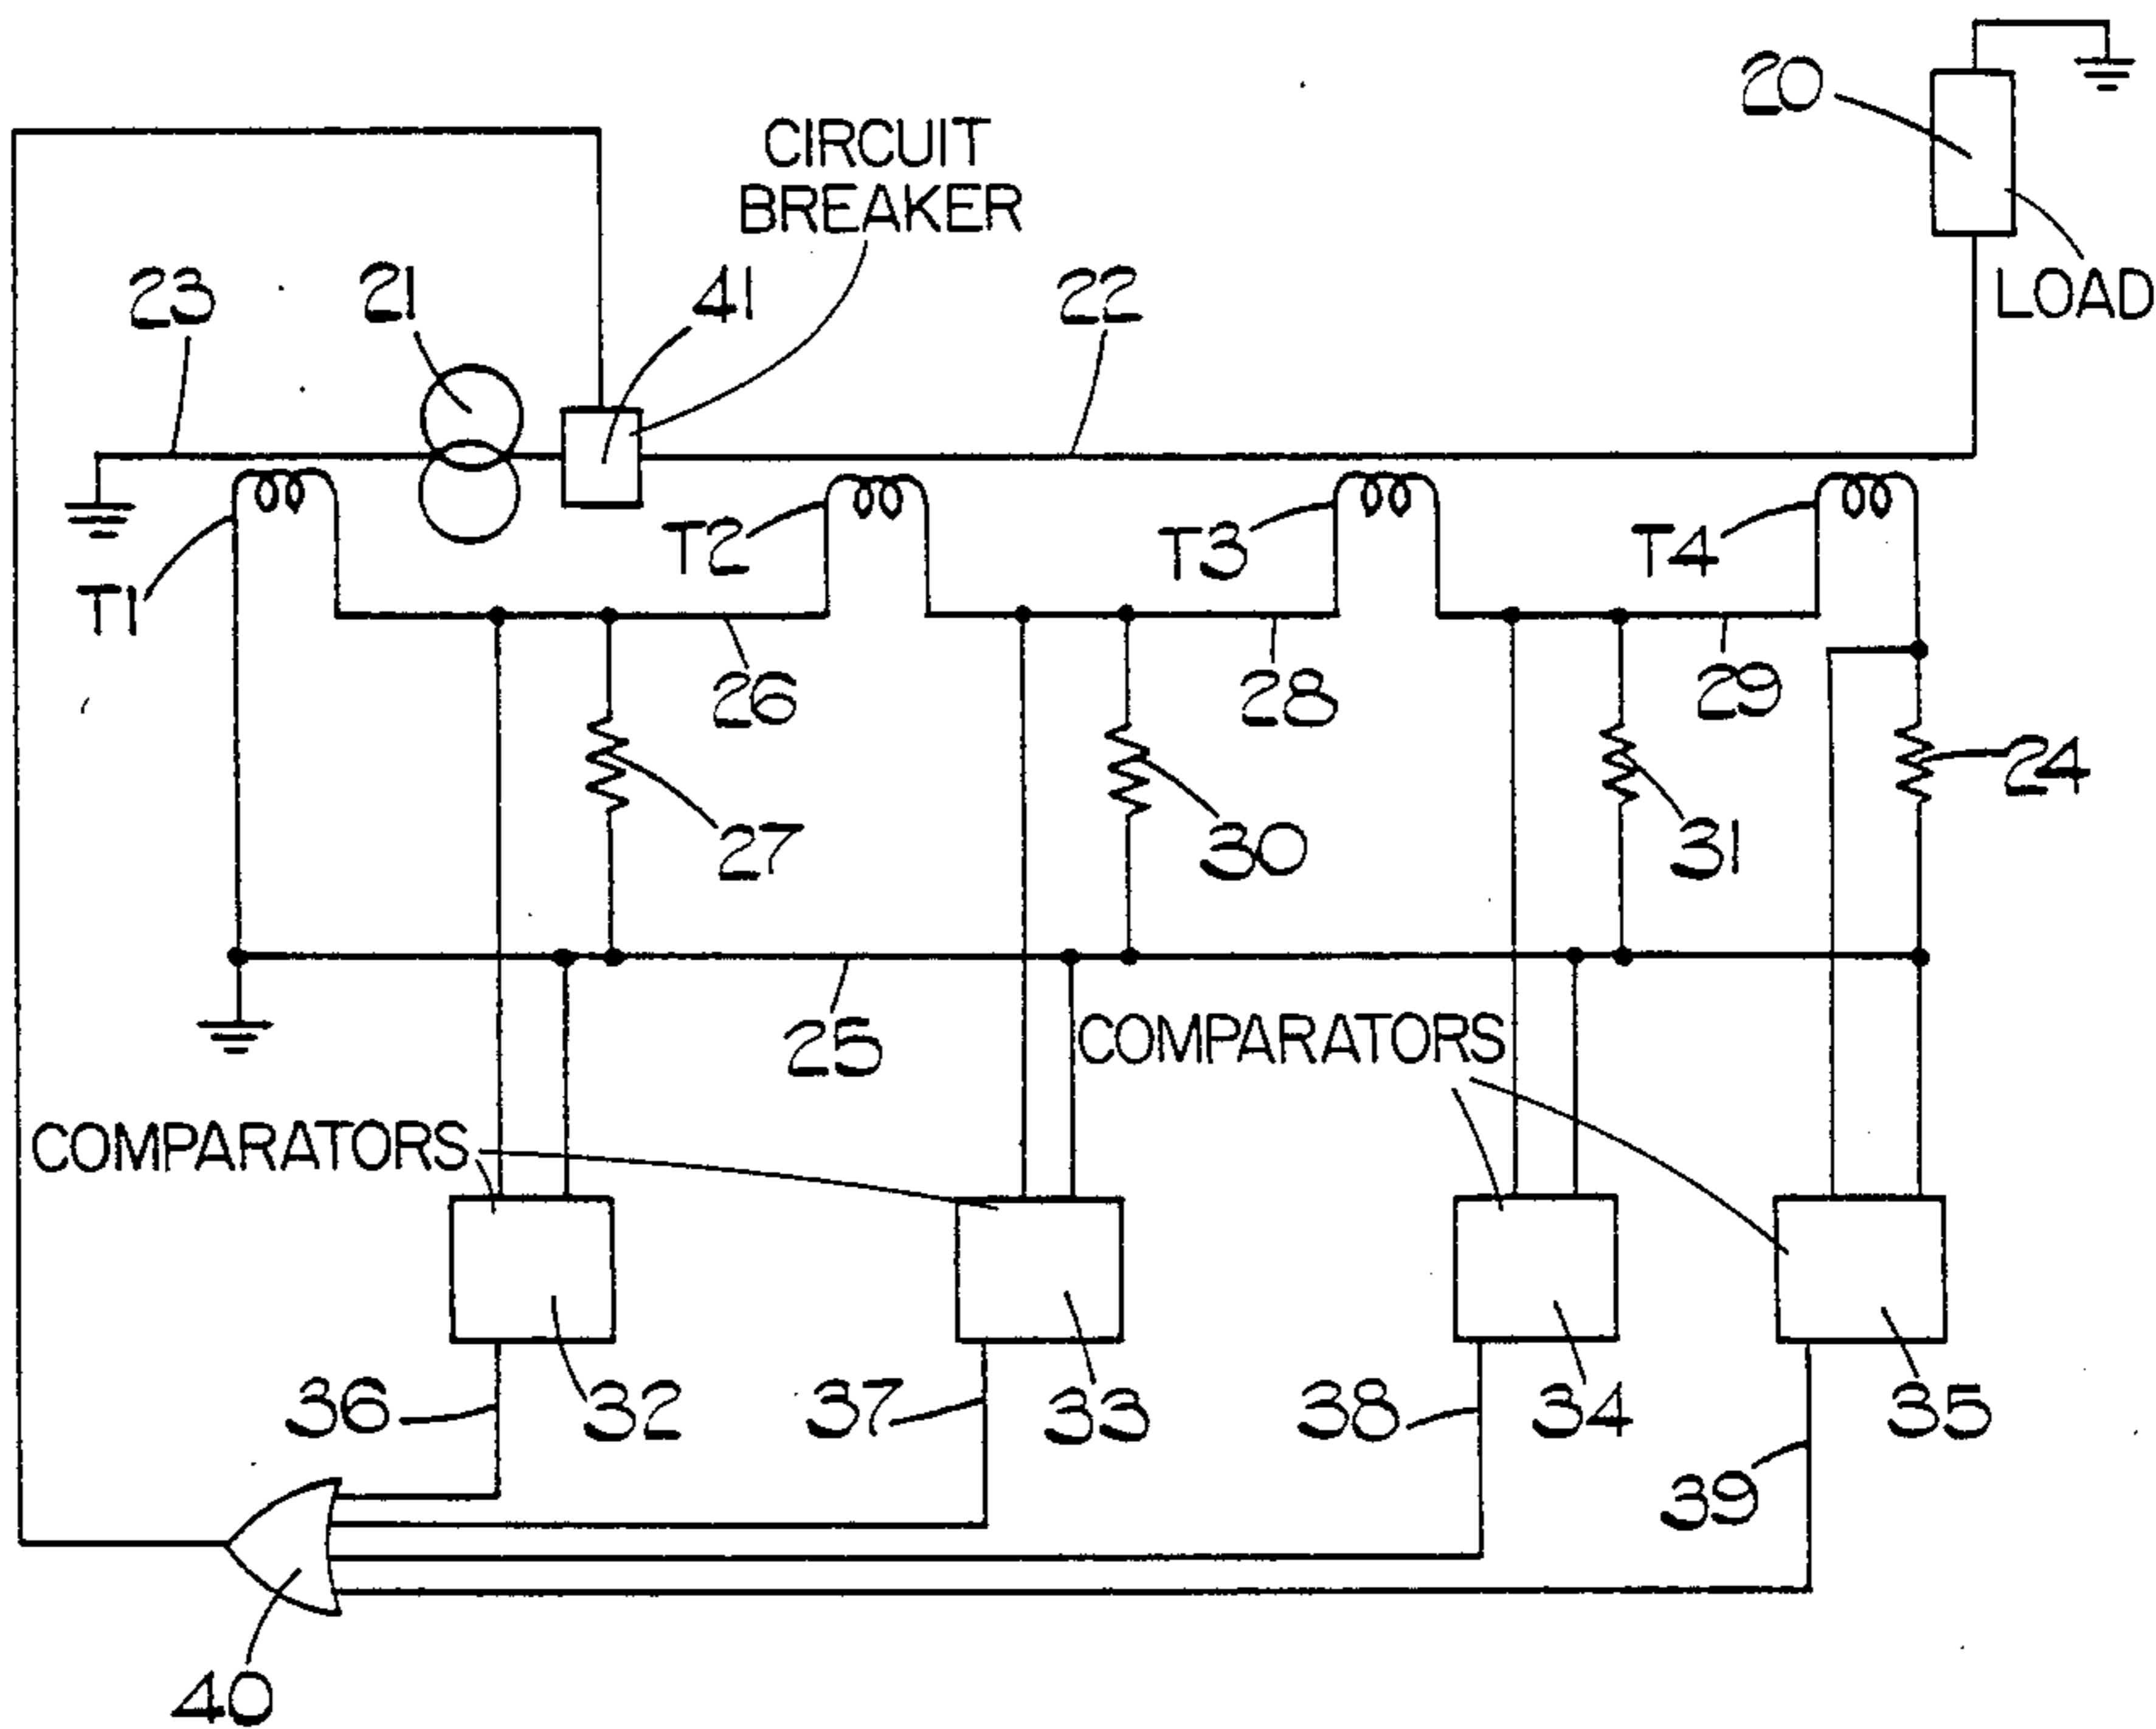 20
CIRCUIT
BREAKER
23
21
41
22
LOAD
T1
T2
T3
T4
26
28
29
27
30
31
24
25
COMPARATORS
COMPARATORS
36
32
37
33
38
34
39
35
40